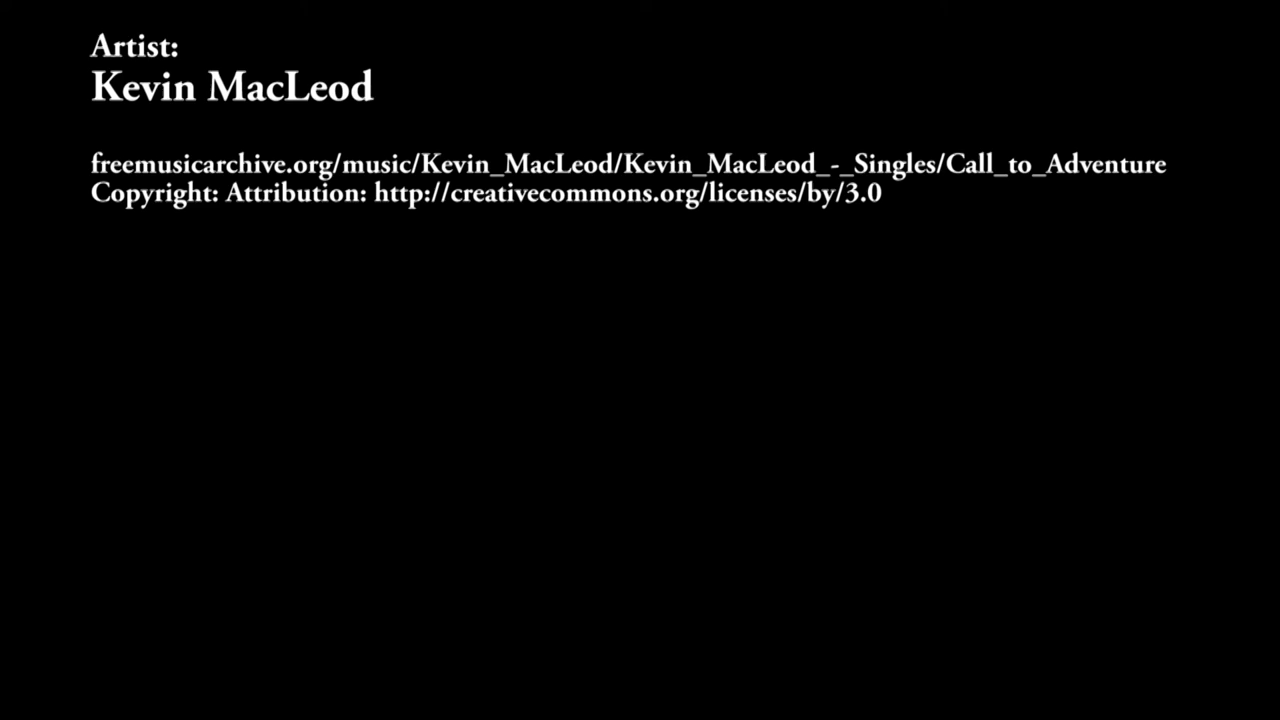 Artist:
Kevin MacLeod
freemusicarchive.org/music/Kevin_MacLeod/Kevin_MacLeod_-_Singles/Call_to_Adventure
Copyright: Attribution: http://creativecommons.org/licenses/by/3.0